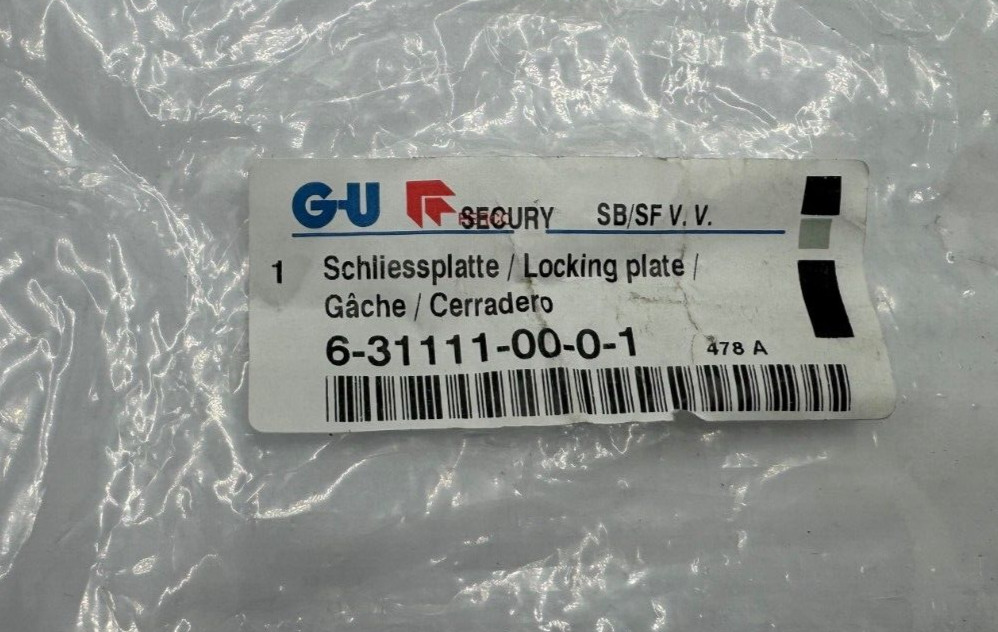 G-U SECURY SB/SF V. V.
1 Schliessplatte / Locking plate /
Gâche / Cerradero
6-31111-00-0-1 478 A